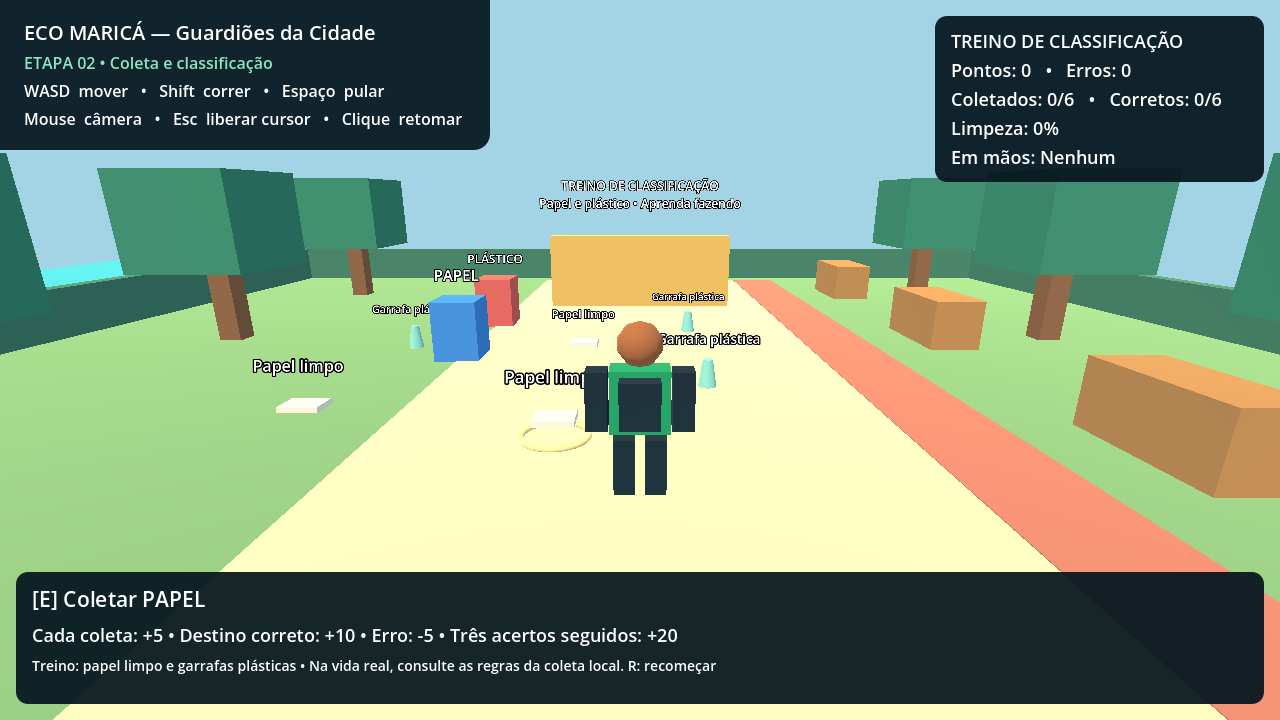 ECO MARICÁ — Guardiões da Cidade
ETAPA 02 • Coleta e classificação
WASD mover • Shift correr • Espaço pular
Mouse câmera • Esc liberar cursor • Clique retomar
TREINO DE CLASSIFICAÇÃO
Pontos: 0 • Erros: 0
Coletados: 0/6 • Corretos: 0/6
Limpeza: 0%
Em mãos: Nenhum
TREINO DE CLASSIFICAÇÃO
Papel e plástico • Aprenda fazendo
PLÁSTICO
PAPEL
Garrafa plástica
Garrafa plá
Papel limpo
Garrafa plástica
Papel limpo
Papel limp
[E] Coletar PAPEL
Cada coleta: +5 • Destino correto: +10 • Erro: -5 • Três acertos seguidos: +20
Treino: papel limpo e garrafas plásticas • Na vida real, consulte as regras da coleta local. R: recomeçar